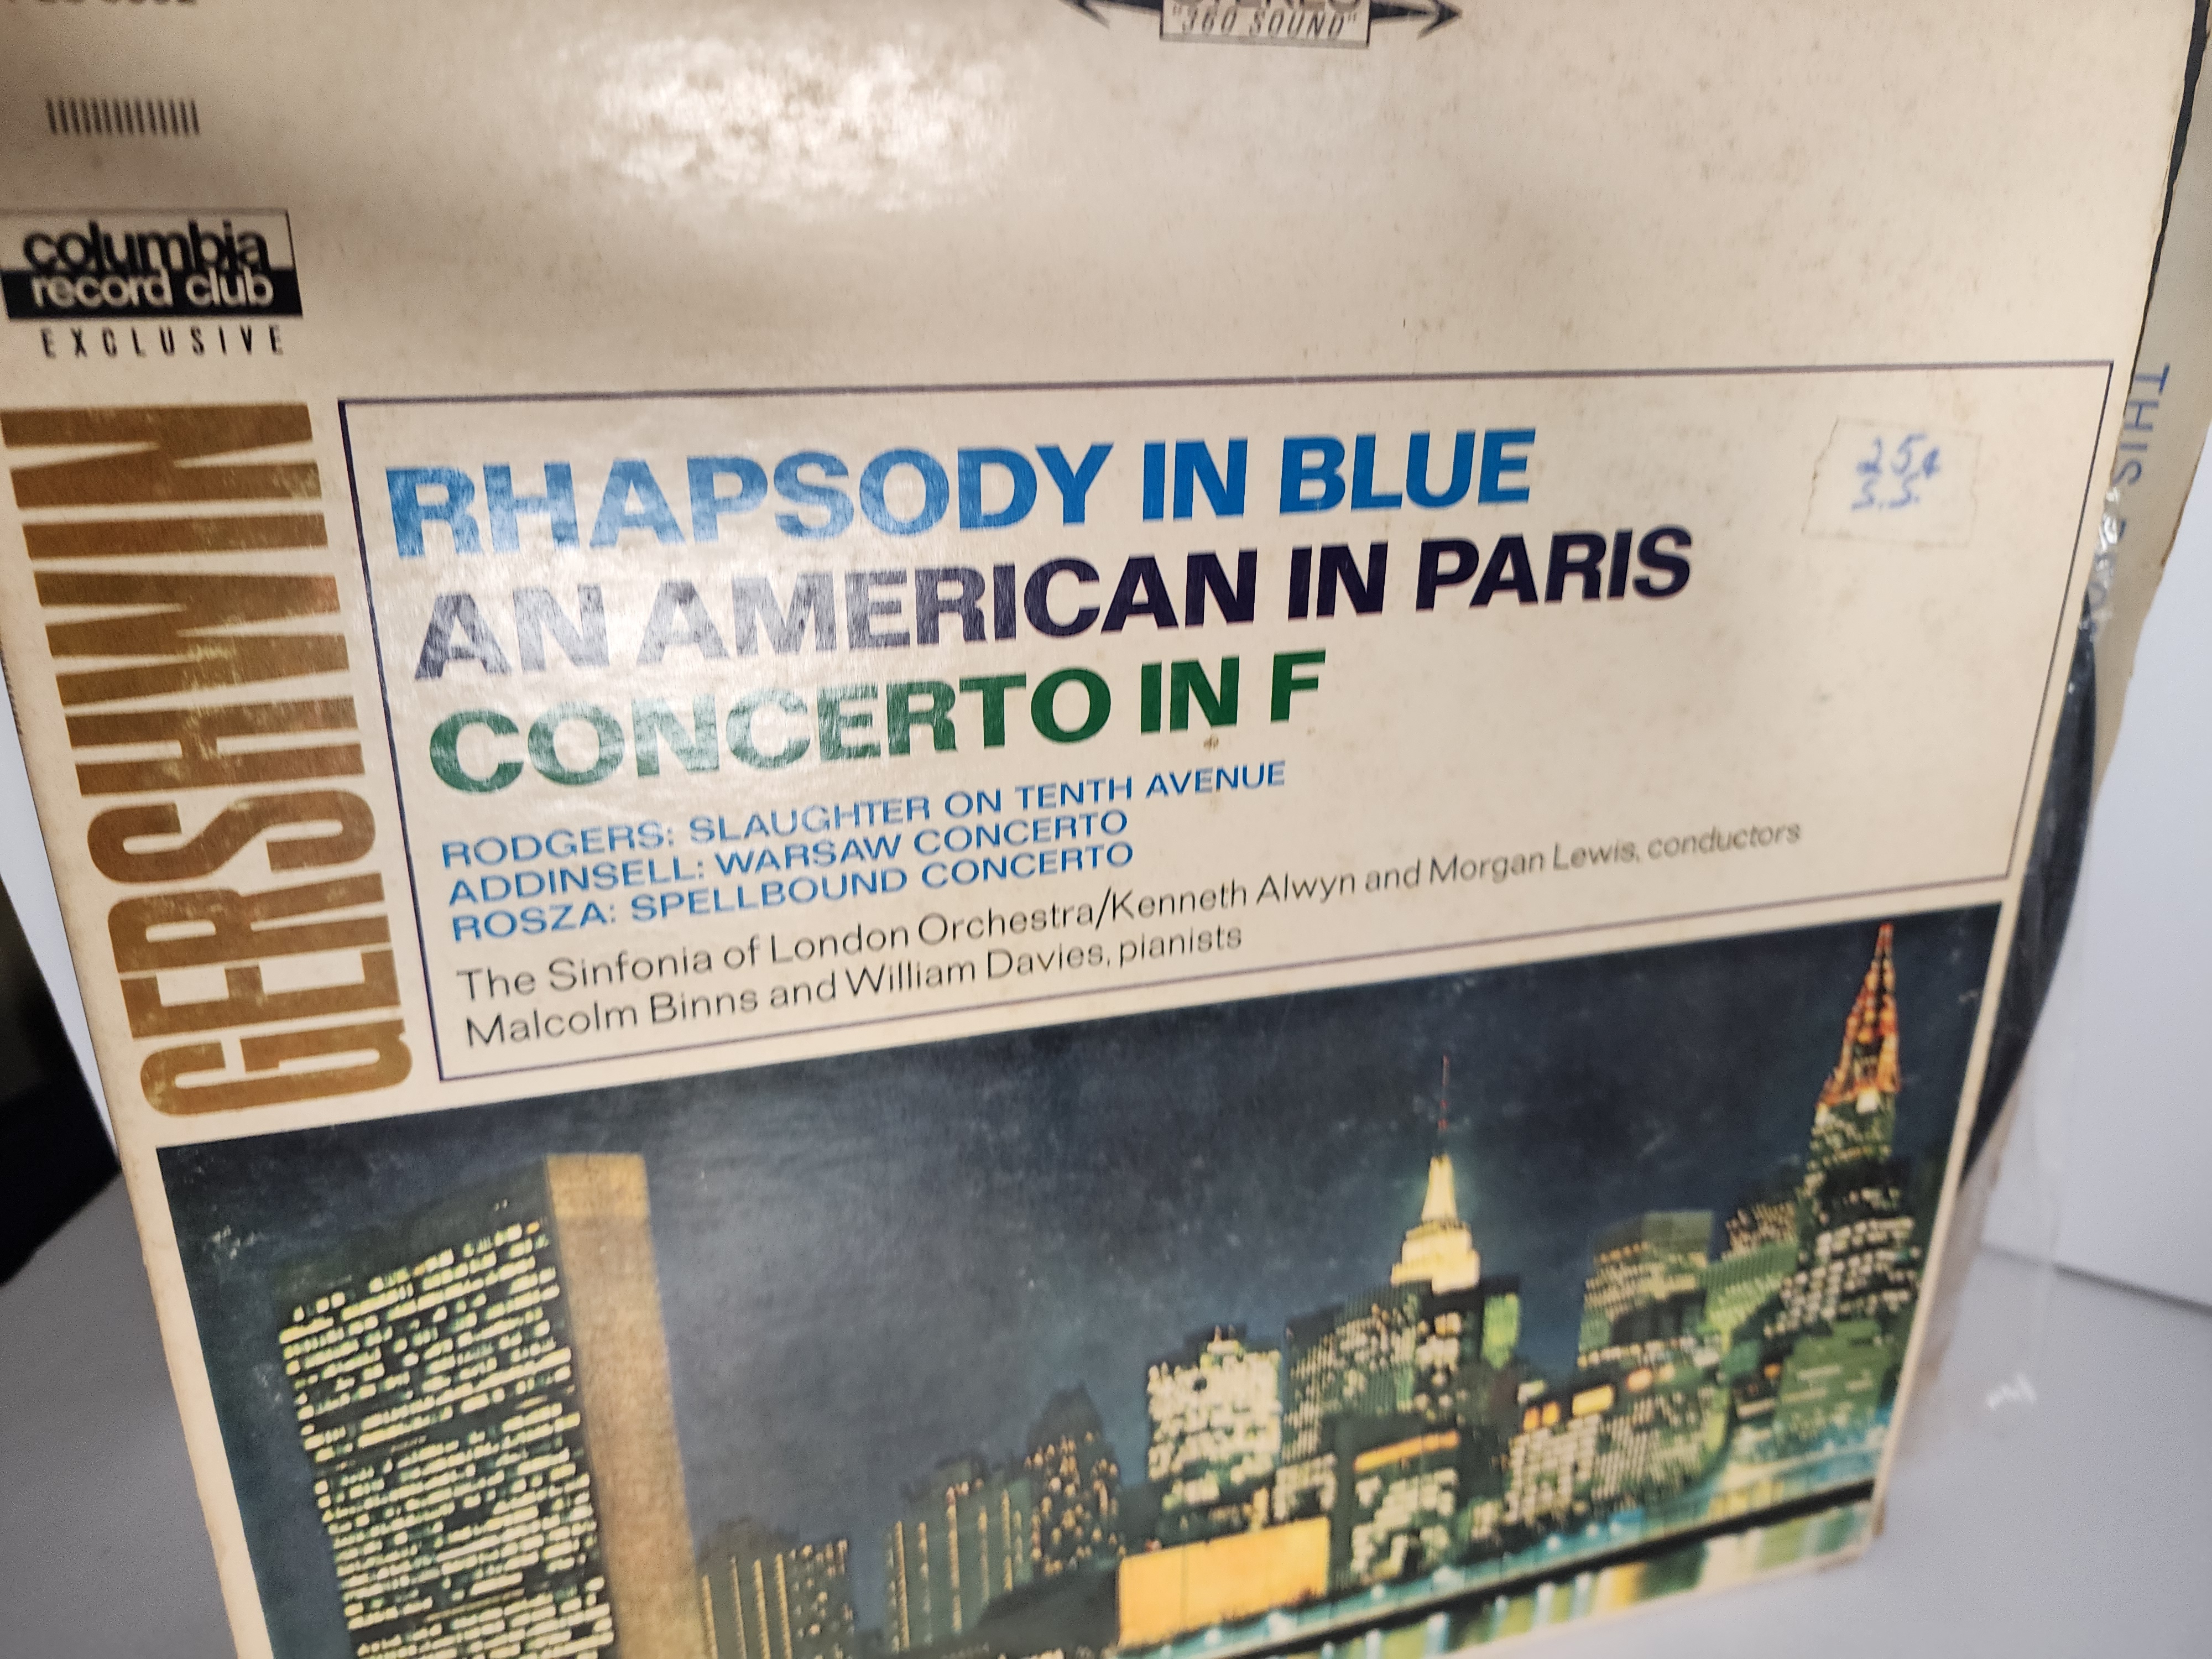 "360 SOUND"
columbia
record club
EXCLUSIVE
GERSHWIN
RHAPSODY IN BLUE
AN AMERICAN IN PARIS
CONCERTO IN F
RODGERS: SLAUGHTER ON TENTH AVENUE
ADDINSELL: WARSAW CONCERTO
ROSZA: SPELLBOUND CONCERTO
The Sinfonia of London Orchestra/Kenneth Alwyn and Morgan Lewis, conductors
Malcolm Binns and William Davies, pianists
25¢
S.S.
THIS